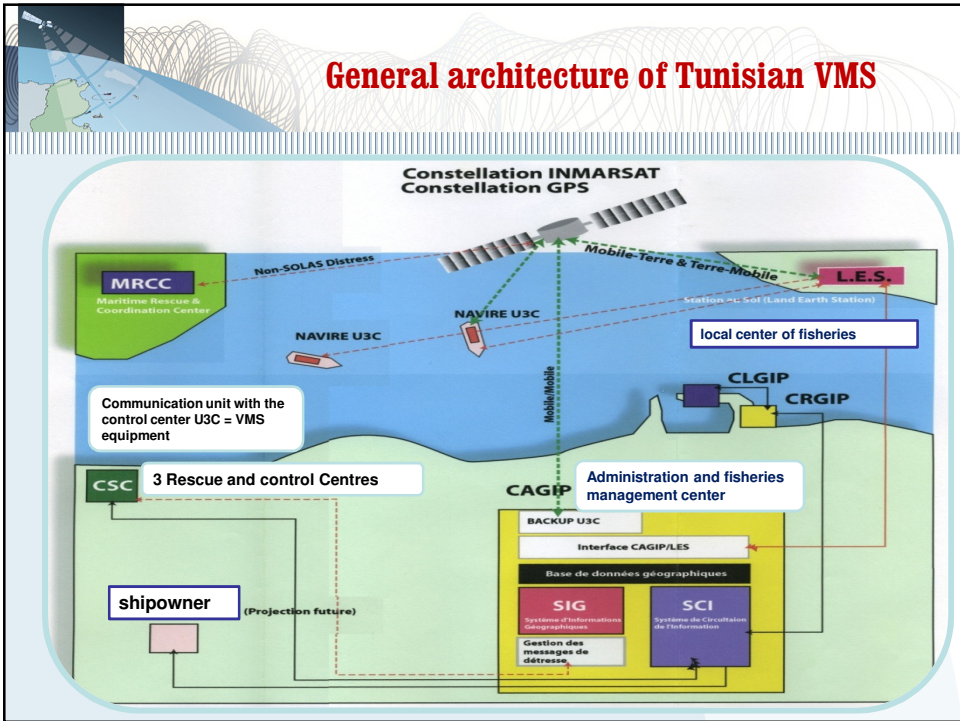 General architecture of Tunisian VMS
Constellation INMARSAT
Constellation GPS
Non-SOLAS Distress
Mobile-Terre & Terre-Mobile
MRCC
Maritime Rescue &
Coordination Center
L.E.S.
Station au Sol (Land Earth Station)
NAVIRE U3C
NAVIRE U3C
local center of fisheries
Mobile/Mobile
CLGIP
CRGIP
Communication unit with the
control center U3C = VMS
equipment
CSC
3 Rescue and control Centres
Administration and fisheries
management center
CAGIP
BACKUP U3C
Interface CAGIP/LES
Base de données géographiques
shipowner
(Projection future)
SIG
Système d'Informations
Géographiques
SCI
Système de Circultaion
de l'Information
Gestion des
messages de
détresse